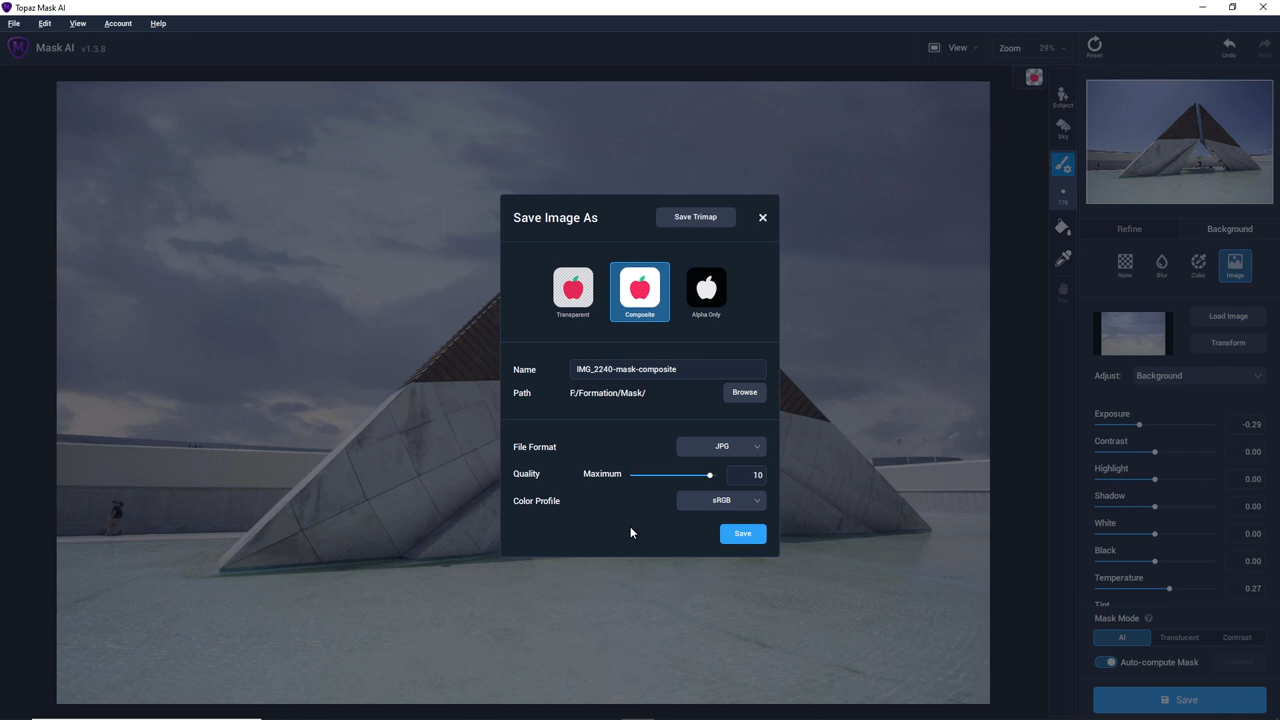 Topaz Mask AI
File Edit View Account Help
Mask AI v1.3.8
View
Zoom 29%
Reset
Undo
Subject
Sky
176
Refine Background
None Blur Color Image
Load Image
Transform
Adjust: Background
Exposure
-0.29
Contrast
0.00
Highlight
0.00
Shadow
0.00
White
0.00
Black
0.00
Temperature
0.27
Tint
Mask Mode
AI Translucent Contrast
Auto-compute Mask
Save
Save Image As
Save Trimap
Transparent Composite Alpha Only
Name IMG_2240-mask-composite
Path F:/Formation/Mask/ Browse
File Format JPG
Quality Maximum 10
Color Profile sRGB
Save